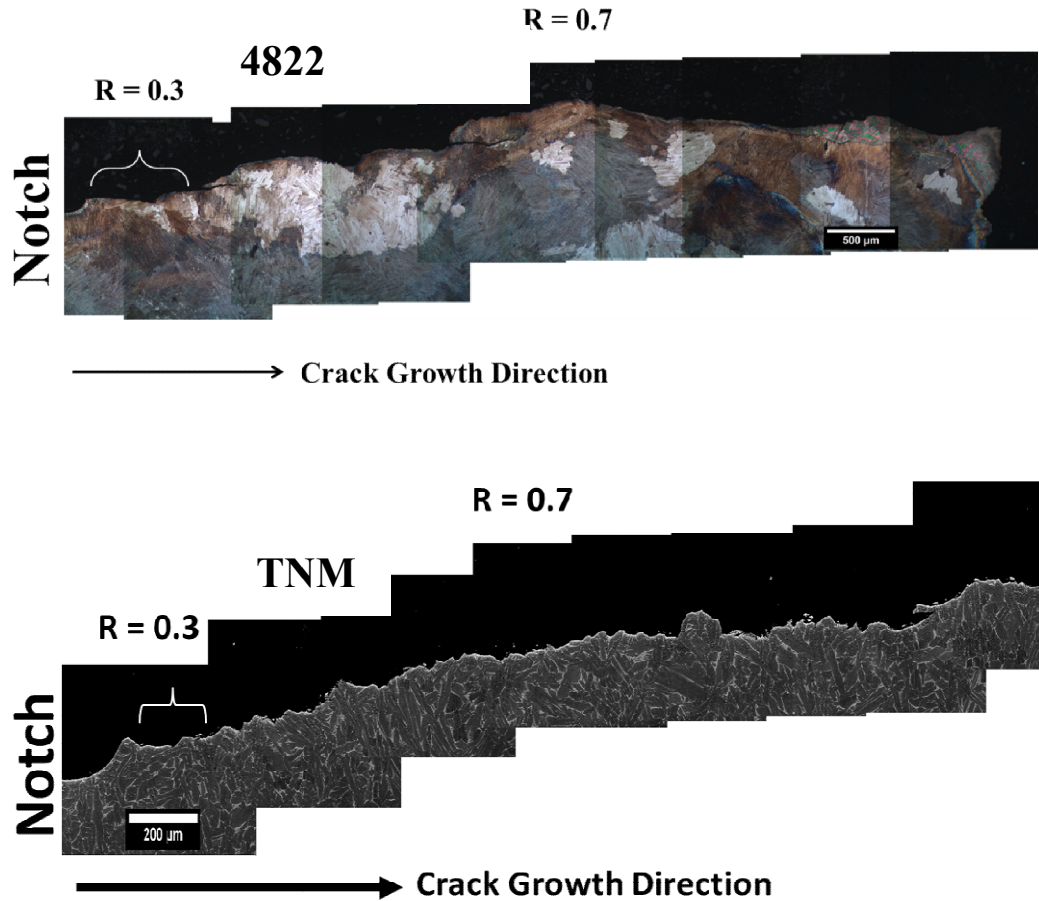 R = 0.7
4822
R = 0.3
Notch
500 µm
Crack Growth Direction
R = 0.7
TNM
R = 0.3
Notch
200 µm
Crack Growth Direction